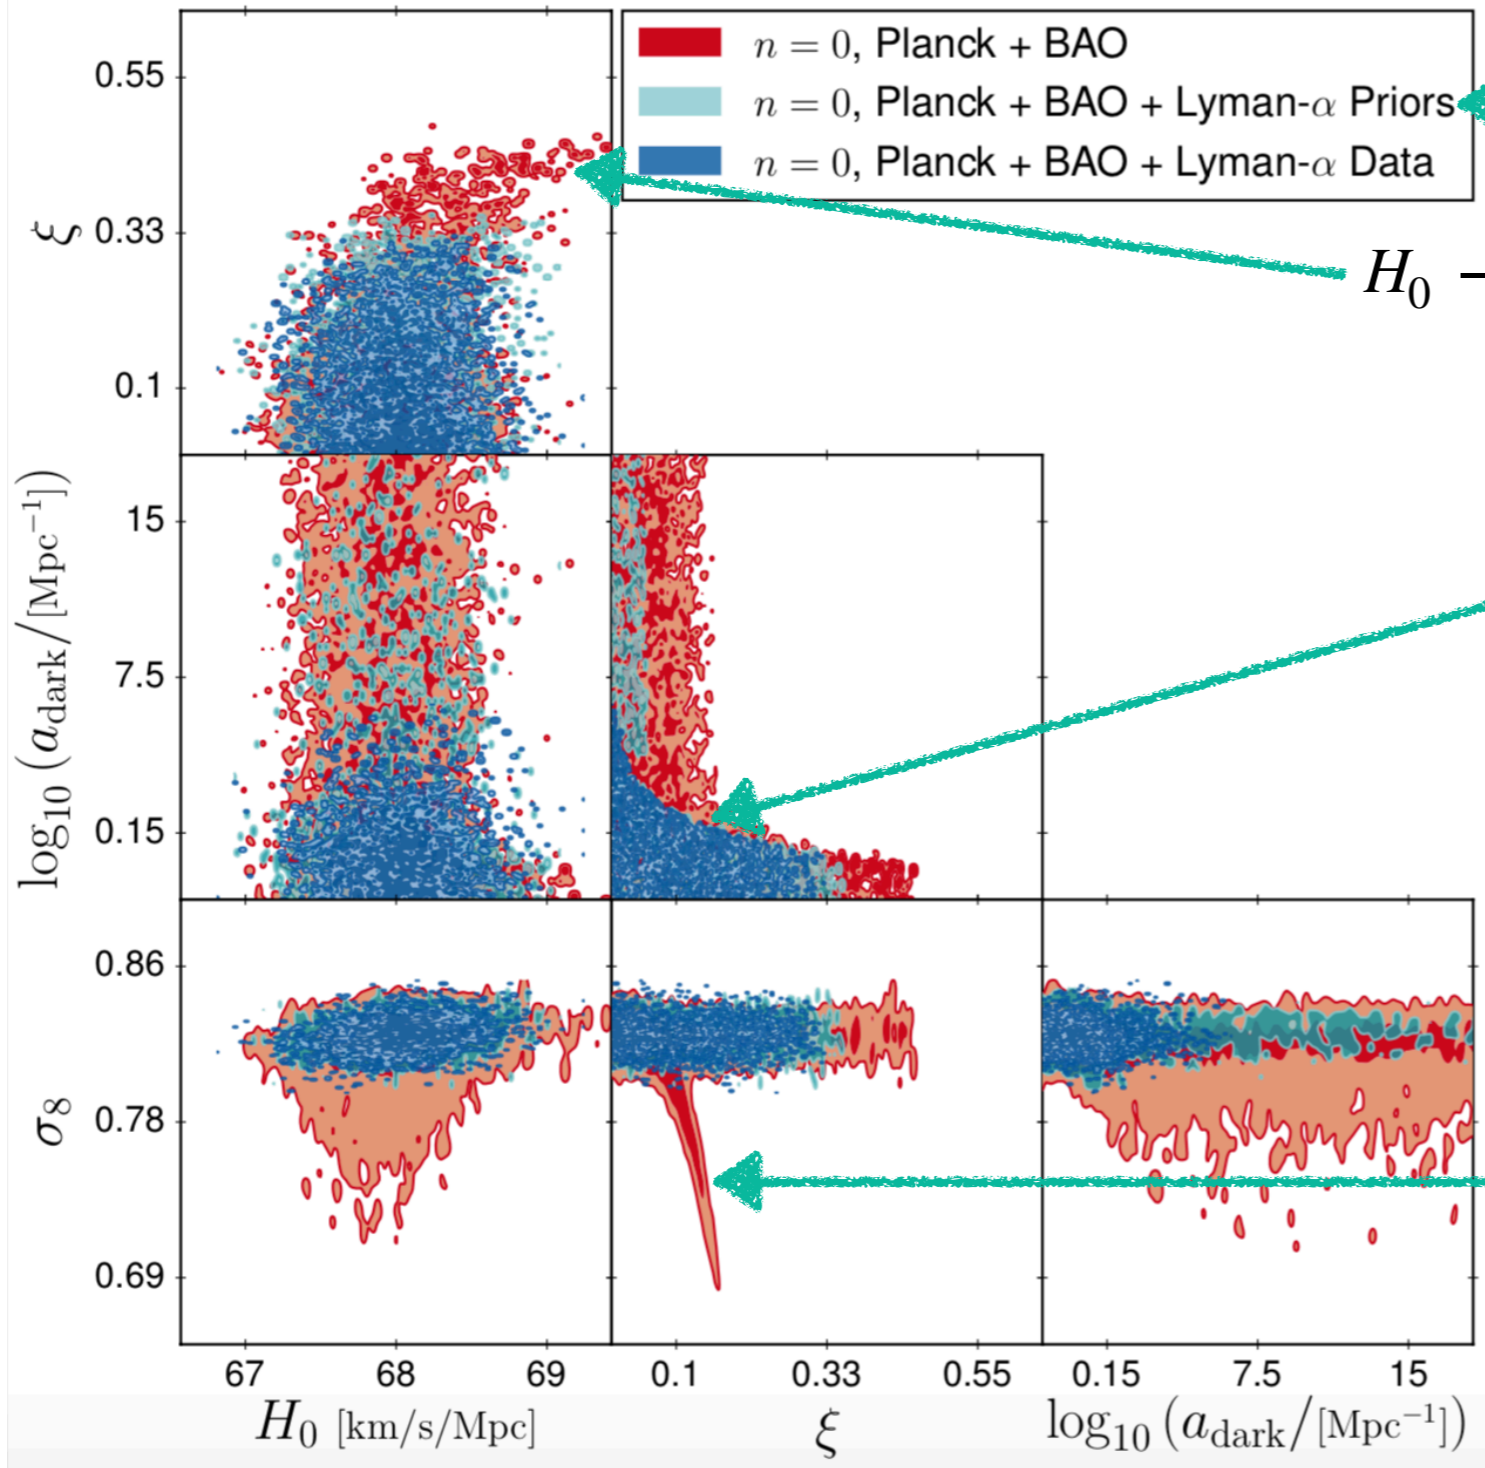 n = 0, Planck + BAO
n = 0, Planck + BAO + Lyman-α Priors
n = 0, Planck + BAO + Lyman-α Data
0.55
0.33
0.1
ξ
H₀ –
15
7.5
0.15
log₁₀ (a_dark/[Mpc⁻¹])
0.86
0.78
0.69
σ₈
67 68 69 0.1 0.33 0.55 0.15 7.5 15
H₀ [km/s/Mpc] ξ log₁₀ (a_dark/[Mpc⁻¹])